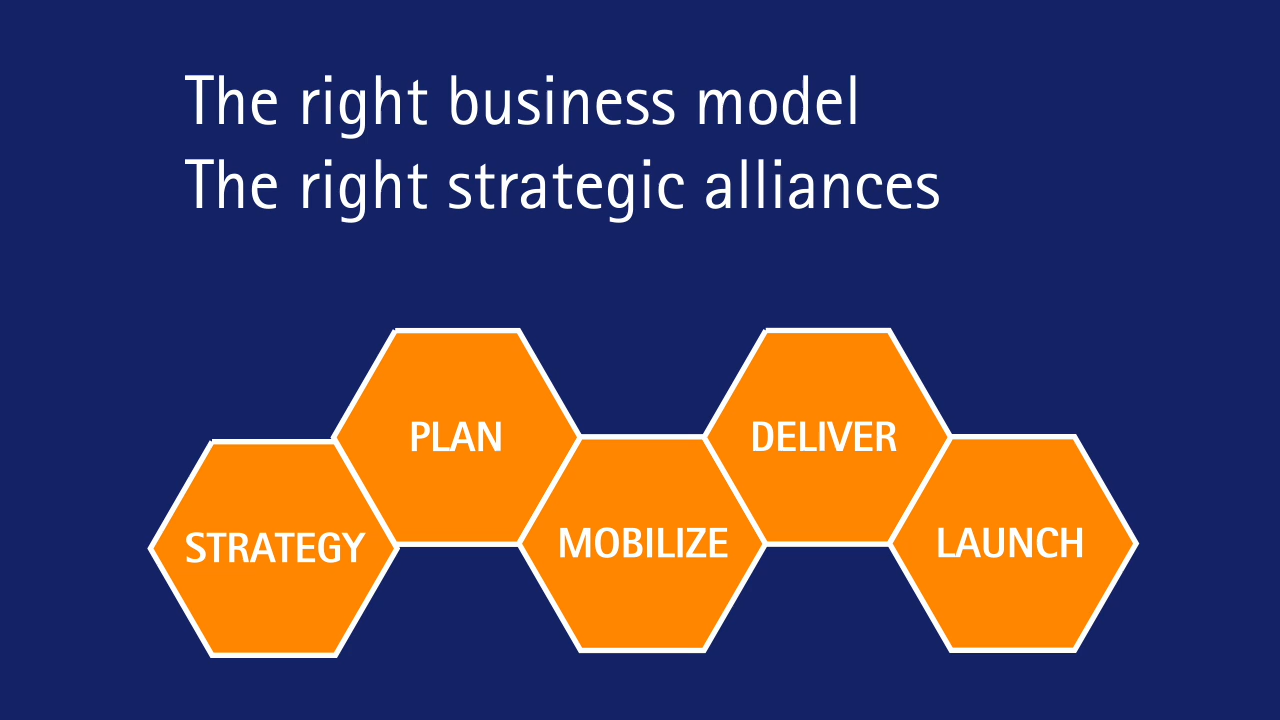 The right business model
The right strategic alliances
STRATEGY
PLAN
MOBILIZE
DELIVER
LAUNCH